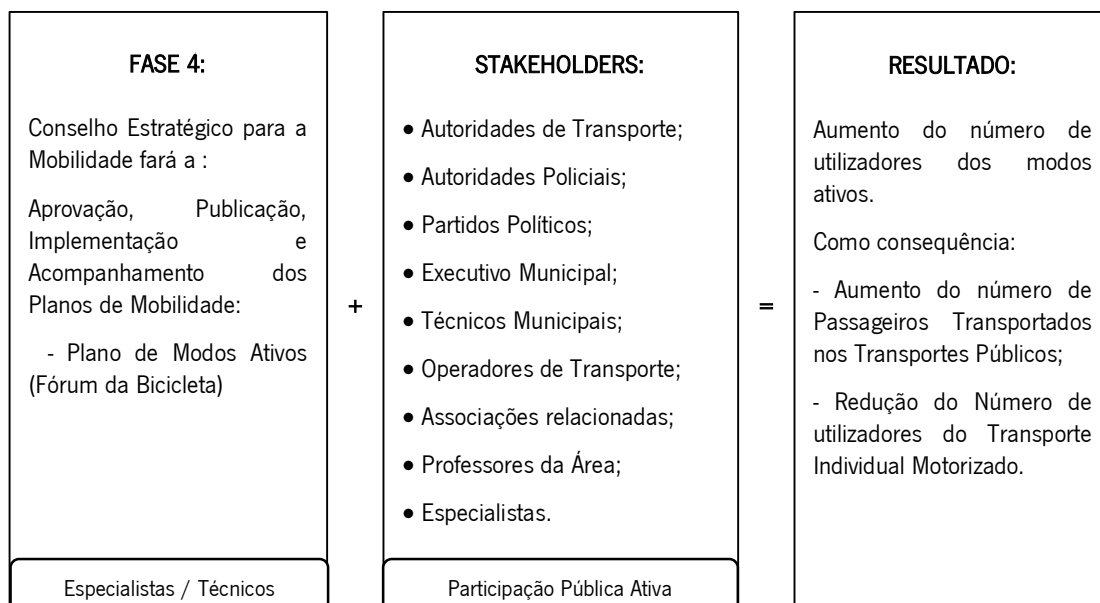 FASE 4:
Conselho Estratégico para a
Mobilidade fará a :
Aprovação, Publicação,
Implementação e
Acompanhamento dos
Planos de Mobilidade:
- Plano de Modos Ativos
(Fórum da Bicicleta)
Especialistas / Técnicos
+
STAKEHOLDERS:
• Autoridades de Transporte;
• Autoridades Policiais;
• Partidos Políticos;
• Executivo Municipal;
• Técnicos Municipais;
• Operadores de Transporte;
• Associações relacionadas;
• Professores da Área;
• Especialistas.
Participação Pública Ativa
=
RESULTADO:
Aumento do número de
utilizadores dos modos
ativos.
Como consequência:
- Aumento do número de
Passageiros Transportados
nos Transportes Públicos;
- Redução do Número de
utilizadores do Transporte
Individual Motorizado.